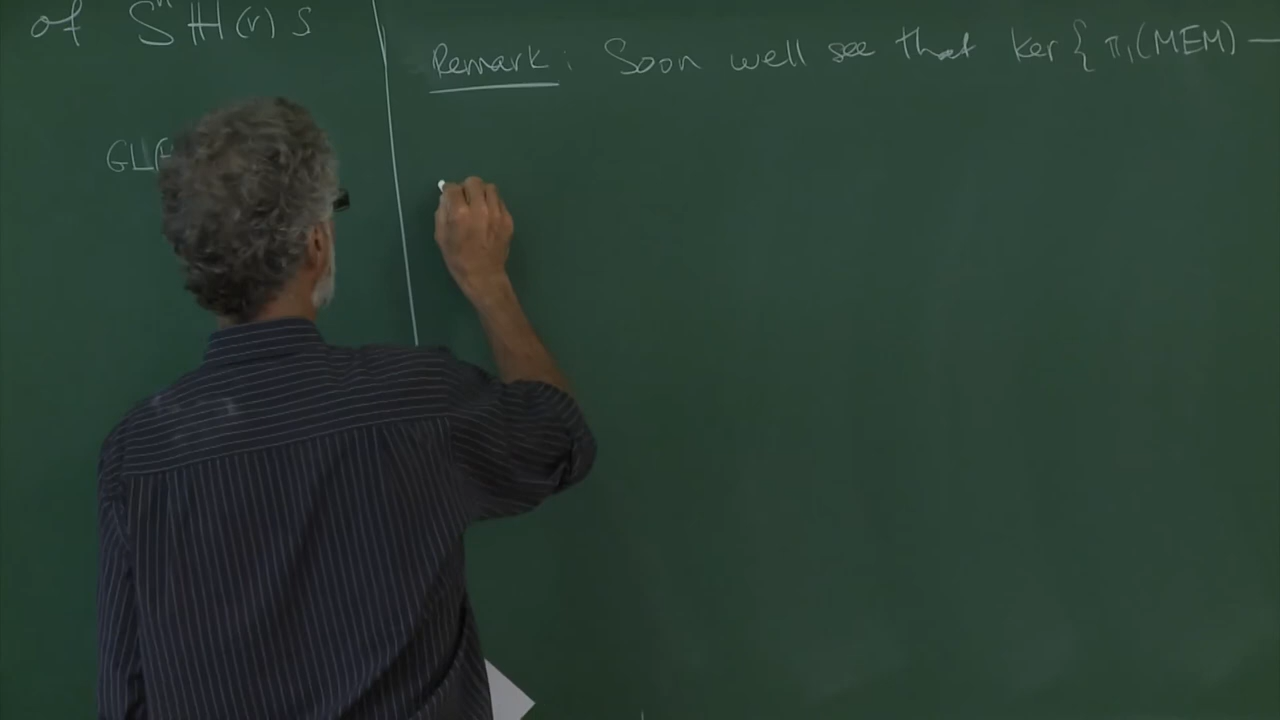 of SⁿH(r) s
GL
Remark: Soon well see that ker { π₁(MEM) —